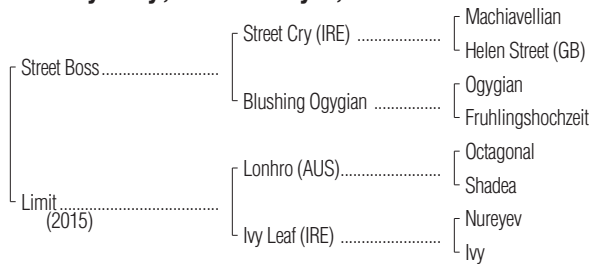 Street Boss
Limit
(2015)
Street Cry (IRE)
Blushing Ogygian
Lonhro (AUS)
Ivy Leaf (IRE)
Machiavellian
Helen Street (GB)
Ogygian
Fruhlingshochzeit
Octagonal
Shadea
Nureyev
Ivy